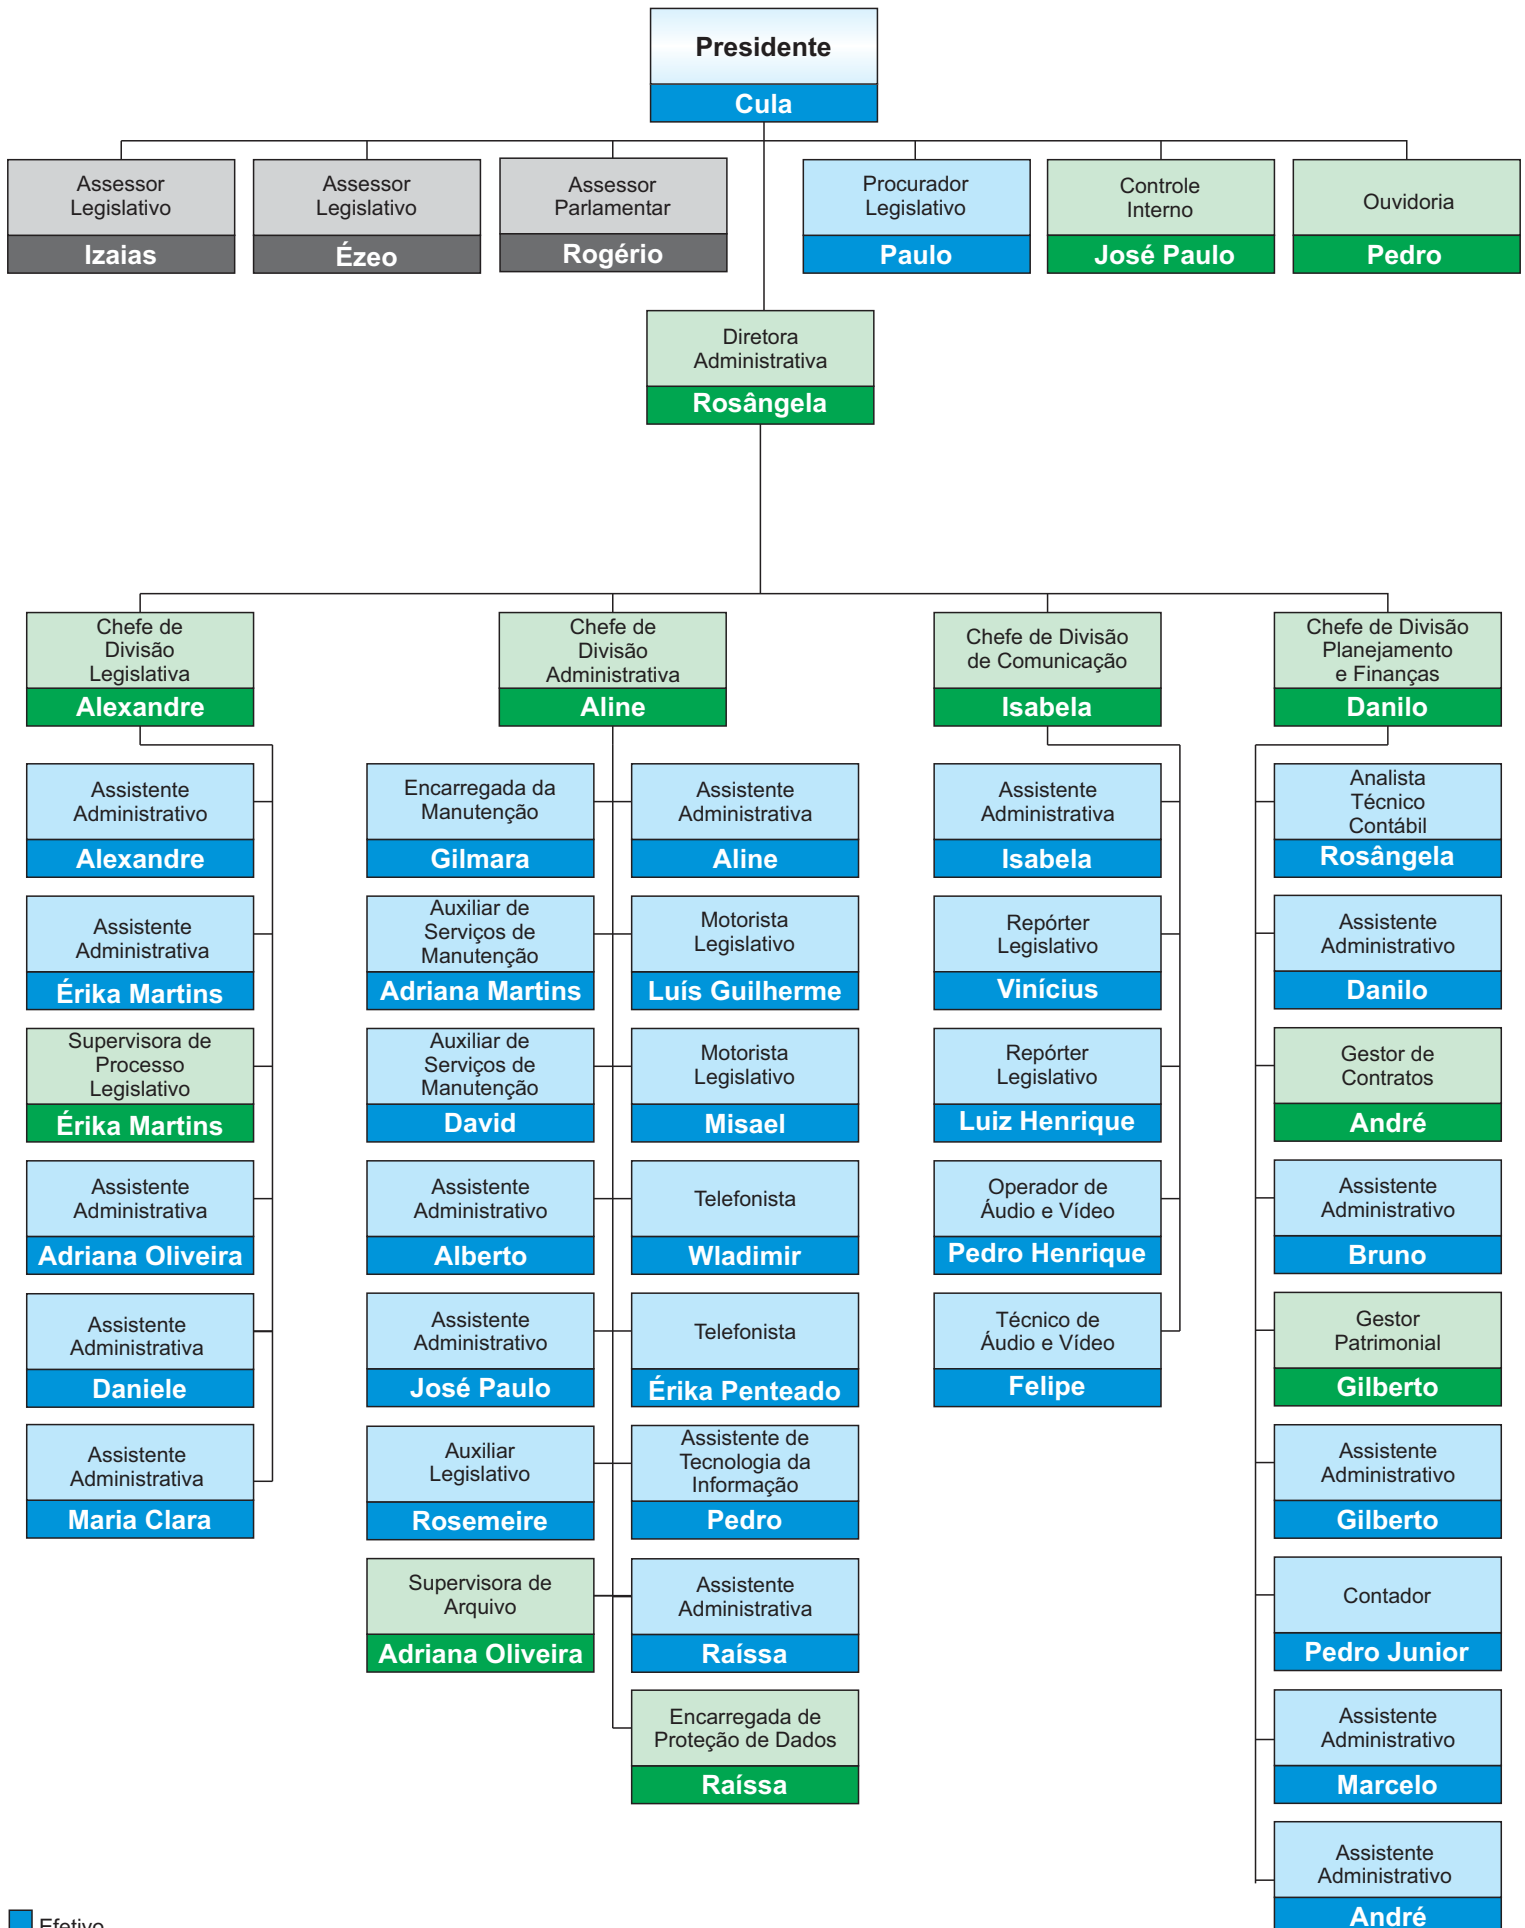 Presidente
Cula
Assessor
Legislativo
Izaias
Assessor
Legislativo
Ézeo
Assessor
Parlamentar
Rogério
Procurador
Legislativo
Paulo
Controle
Interno
José Paulo
Ouvidoria
Pedro
Diretora
Administrativa
Rosângela
Chefe de
Divisão
Legislativa
Alexandre
Assistente
Administrativo
Alexandre
Assistente
Administrativa
Érika Martins
Supervisora de
Processo
Legislativo
Érika Martins
Assistente
Administrativa
Adriana Oliveira
Assistente
Administrativa
Daniele
Assistente
Administrativa
Maria Clara
Chefe de
Divisão
Administrativa
Aline
Encarregada da
Manutenção
Gilmara
Assistente
Administrativa
Aline
Auxiliar de
Serviços de
Manutenção
Adriana Martins
Motorista
Legislativo
Luís Guilherme
Auxiliar de
Serviços de
Manutenção
David
Motorista
Legislativo
Misael
Assistente
Administrativo
Alberto
Telefonista
Wladimir
Assistente
Administrativo
José Paulo
Telefonista
Érika Penteado
Auxiliar
Legislativo
Rosemeire
Assistente de
Tecnologia da
Informação
Pedro
Supervisora de
Arquivo
Adriana Oliveira
Assistente
Administrativa
Raíssa
Encarregada de
Proteção de Dados
Raíssa
Chefe de Divisão
de Comunicação
Isabela
Assistente
Administrativa
Isabela
Repórter
Legislativo
Vinícius
Repórter
Legislativo
Luiz Henrique
Operador de
Áudio e Vídeo
Pedro Henrique
Técnico de
Áudio e Vídeo
Felipe
Chefe de Divisão
Planejamento
e Finanças
Danilo
Analista
Técnico
Contábil
Rosângela
Assistente
Administrativo
Danilo
Gestor de
Contratos
André
Assistente
Administrativo
Bruno
Gestor
Patrimonial
Gilberto
Assistente
Administrativo
Gilberto
Contador
Pedro Junior
Assistente
Administrativo
Marcelo
Assistente
Administrativo
André
Efetivo